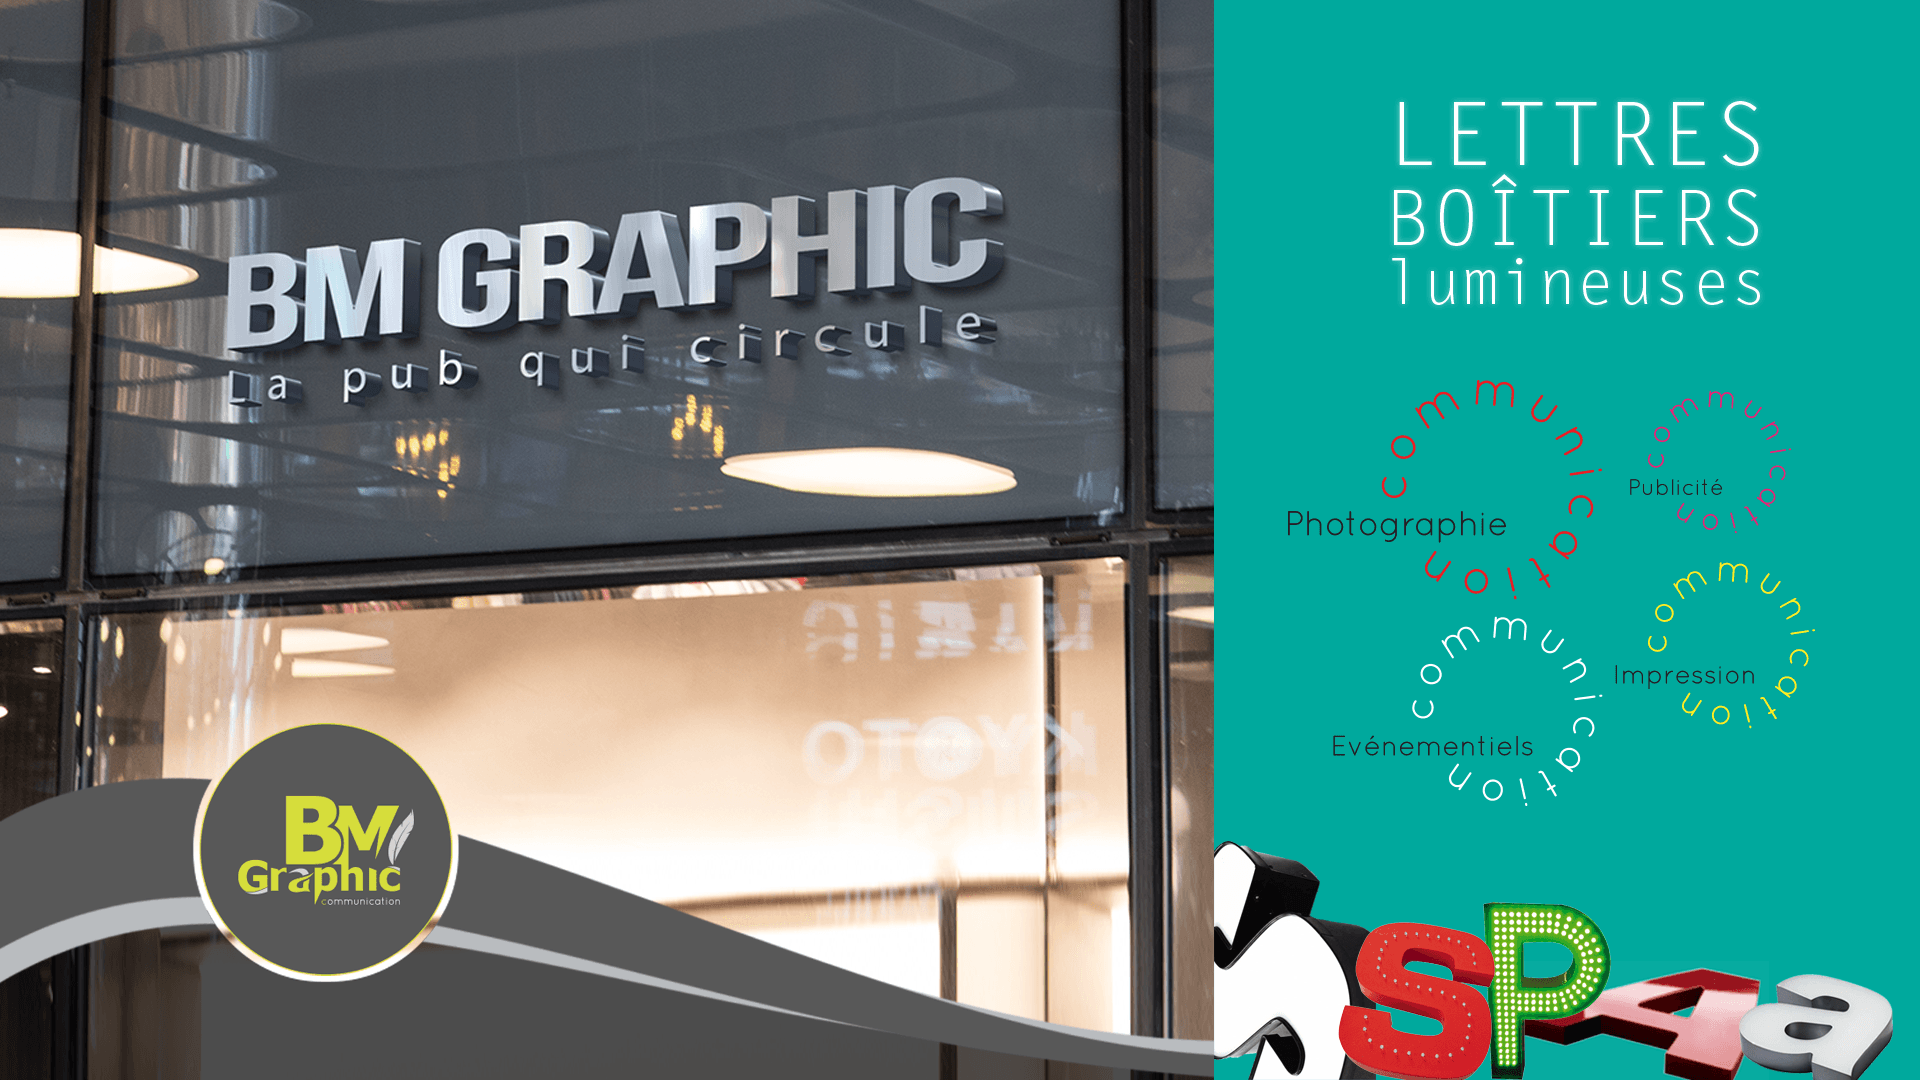 BM GRAPHIC
La pub qui circule
KYOTO
BM
Graphic
communication
LETTRES
BOÎTIERS
lumineuses
communication
Photographie
communication
Publicité
communication
Impression
communication
Evénementiels
S
P
A
a